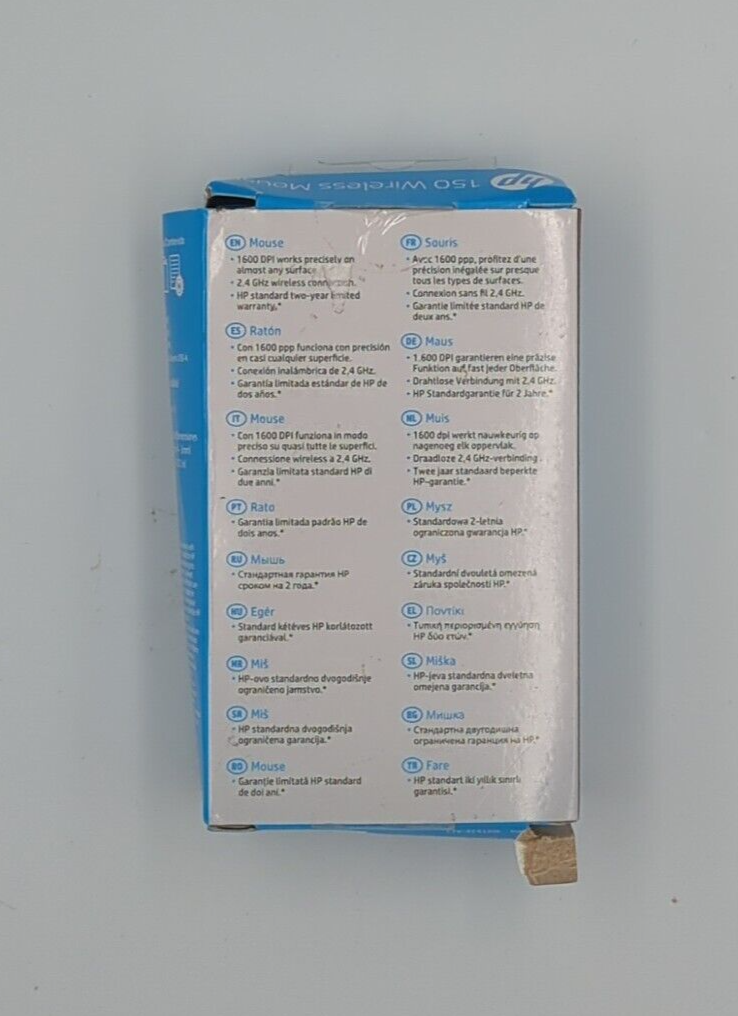 150 Wireless Mou
hp
EN Mouse
• 1600 DPI works precisely on
almost any surface
• 2.4 GHz wireless connection.
• HP standard two-year limited
warranty.*
ES Ratón
• Con 1600 ppp funciona con precisión
en casi cualquier superficie.
• Conexión inalámbrica de 2,4 GHz.
• Garantía limitada estándar de HP de
dos años.*
IT Mouse
• Con 1600 DPI funziona in modo
preciso su quasi tutte le superfici.
• Connessione wireless a 2,4 GHz.
• Garanzia limitata standard HP di
due anni.*
PT Rato
• Garantia limitada padrão HP de
dois anos.*
RU Мышь
• Стандартная гарантия HP
сроком на 2 года.*
HU Egér
• Standard kétéves HP korlátozott
garanciával.*
HR Miš
• HP-ovo standardno dvogodišnje
ograničeno jamstvo.*
SR Miš
• HP standardna dvogodišnja
ograničena garancija.*
RO Mouse
• Garanție limitată HP standard
de doi ani.*
FR Souris
• Avec 1600 ppp, profitez d'une
précision inégalée sur presque
tous les types de surfaces.
• Connexion sans fil 2,4 GHz.
• Garantie limitée standard HP de
deux ans.*
DE Maus
• 1.600 DPI garantieren eine präzise
Funktion auf fast jeder Oberfläche.
• Drahtlose Verbindung mit 2,4 GHz.
• HP Standardgarantie für 2 Jahre.*
NL Muis
• 1600 dpi werkt nauwkeurig op
nagenoeg elk oppervlak.
• Draadloze 2,4 GHz-verbinding.
• Twee jaar standaard beperkte
HP-garantie.*
PL Mysz
• Standardowa 2-letnia
ograniczona gwarancja HP.*
CZ Myš
• Standardní dvouletá omezená
záruka společnosti HP.*
EL Ποντίκι
• Τυπική περιορισμένη εγγύηση
HP δύο ετών.*
SL Miška
• HP-jeva standardna dveletna
omejena garancija.*
BG Мишка
• Стандартна двугодишна
ограничена гаранция на HP.*
TR Fare
• HP standart iki yıllık sınırlı
garantisi.*